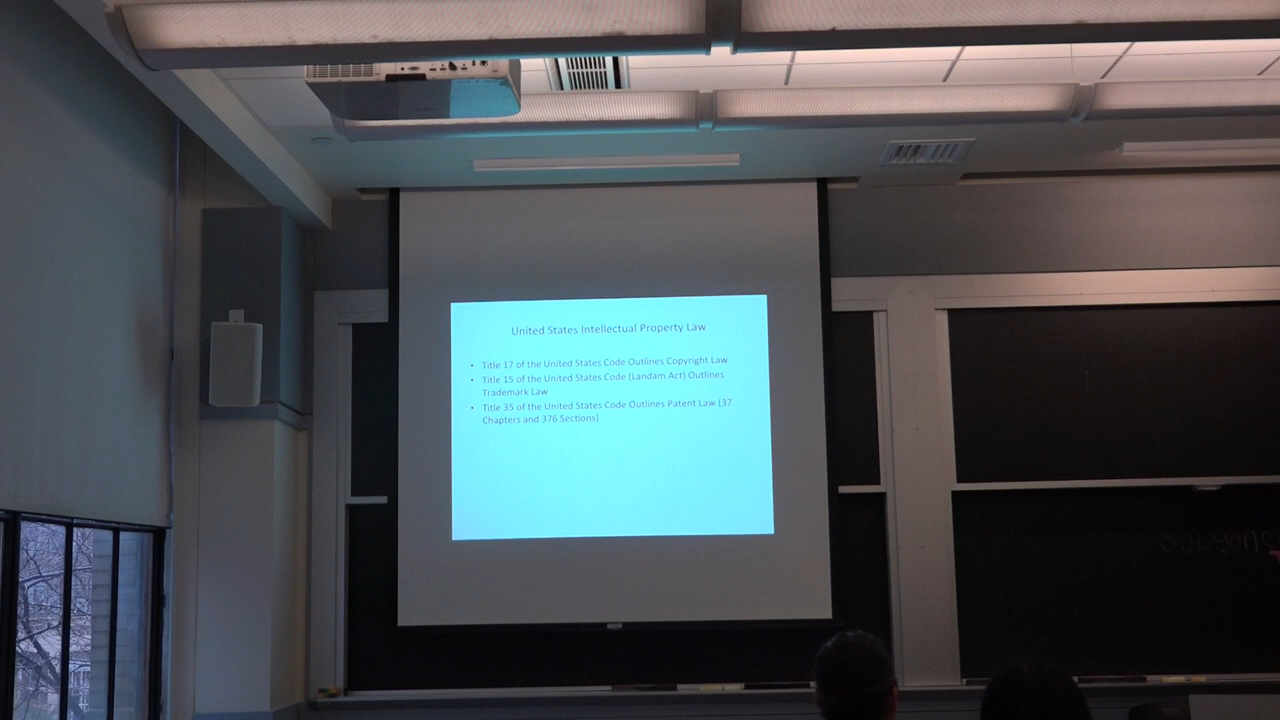 United States Intellectual Property Law
• Title 17 of the United States Code Outlines Copyright Law
• Title 15 of the United States Code (Landam Act) Outlines
Trademark Law
• Title 35 of the United States Code Outlines Patent Law (37
Chapters and 376 Sections)